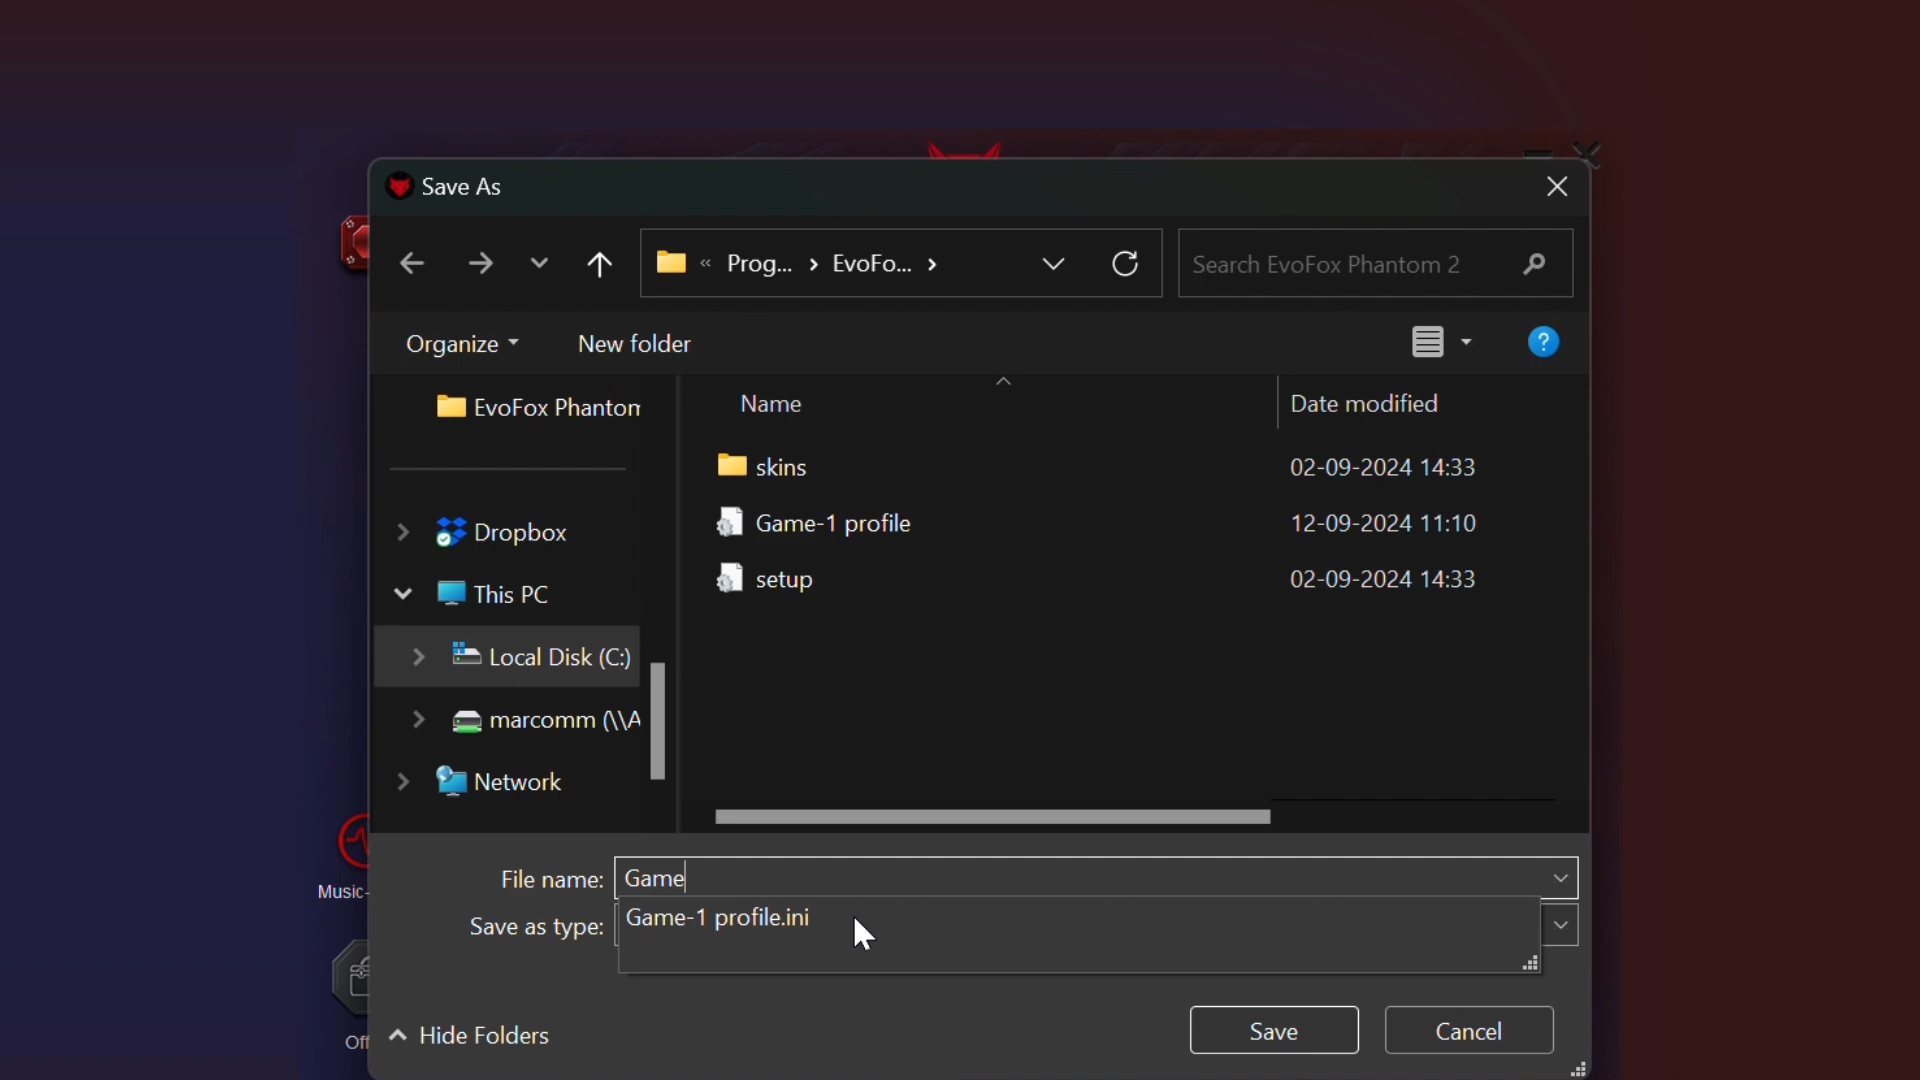 Save As
« Prog... › EvoFo... ›
Search EvoFox Phantom 2
Organize
New folder
EvoFox Phantom
Name
Date modified
skins
02-09-2024 14:33
Game-1 profile
12-09-2024 11:10
setup
02-09-2024 14:33
Dropbox
This PC
Local Disk (C:)
marcomm (\\A
Network
File name:
Game
Save as type:
Game-1 profile.ini
Music-
Off
Hide Folders
Save
Cancel